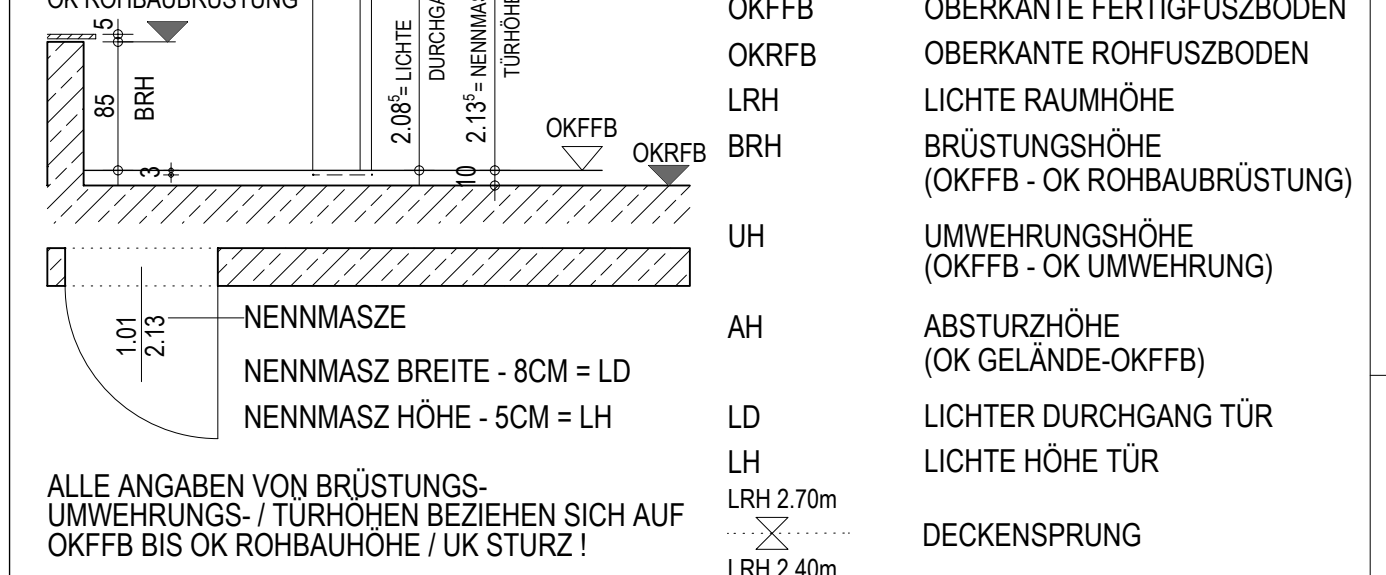 OK ROHBAUBRÜSTUNG
5
85
BRH
3
2.08⁵= LICHTE
2.13⁵
TÜRHÖHE
10
OKFFB
OKRFB
1.01
2.13
NENNMASZE
NENNMASZ BREITE - 8CM = LD
NENNMASZ HÖHE - 5CM = LH
ALLE ANGABEN VON BRÜSTUNGS-
UMWEHRUNGS- / TÜRHÖHEN BEZIEHEN SICH AUF
OKFFB BIS OK ROHBAUHÖHE / UK STURZ !
OKFFB OBERKANTE FERTIGFUSZBODEN
OKRFB OBERKANTE ROHFUSZBODEN
LRH LICHTE RAUMHÖHE
BRH BRÜSTUNGSHÖHE
(OKFFB - OK ROHBAUBRÜSTUNG)
UH UMWEHRUNGSHÖHE
(OKFFB - OK UMWEHRUNG)
AH ABSTURZHÖHE
(OK GELÄNDE-OKFFB)
LD LICHTER DURCHGANG TÜR
LH LICHTE HÖHE TÜR
LRH 2.70m
DECKENSPRUNG
LRH 2.40m